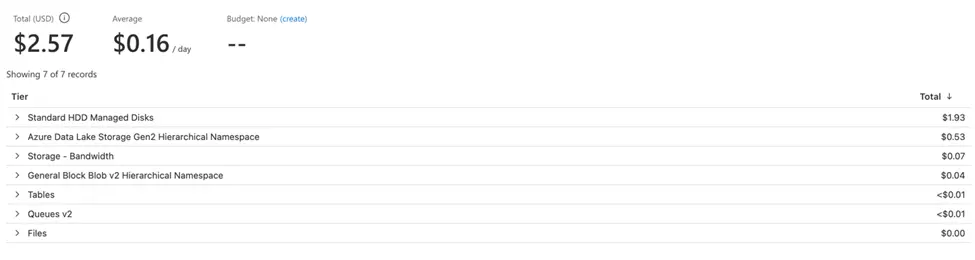 Total (USD) Average Budget: None (create)
$2.57 $0.16 / day --
Showing 7 of 7 records
Tier Total ↓
Standard HDD Managed Disks $1.93
Azure Data Lake Storage Gen2 Hierarchical Namespace $0.53
Storage - Bandwidth $0.07
General Block Blob v2 Hierarchical Namespace $0.04
Tables <$0.01
Queues v2 <$0.01
Files $0.00